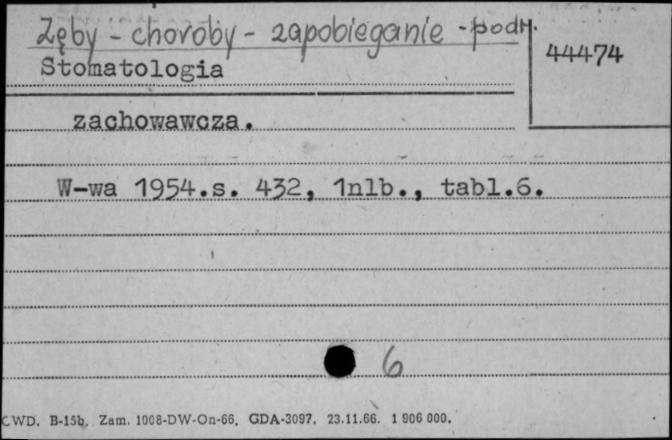 Zęby - choroby - zapobieganie - podr.
44474
Stomatologia
zachowawcza.
W-wa 1954.s. 432, 1nlb., tabl.6.
6
CWD. B-15b. Zam. 1008-DW-On-66. GDA-3097. 23.11.66. 1 906 000.